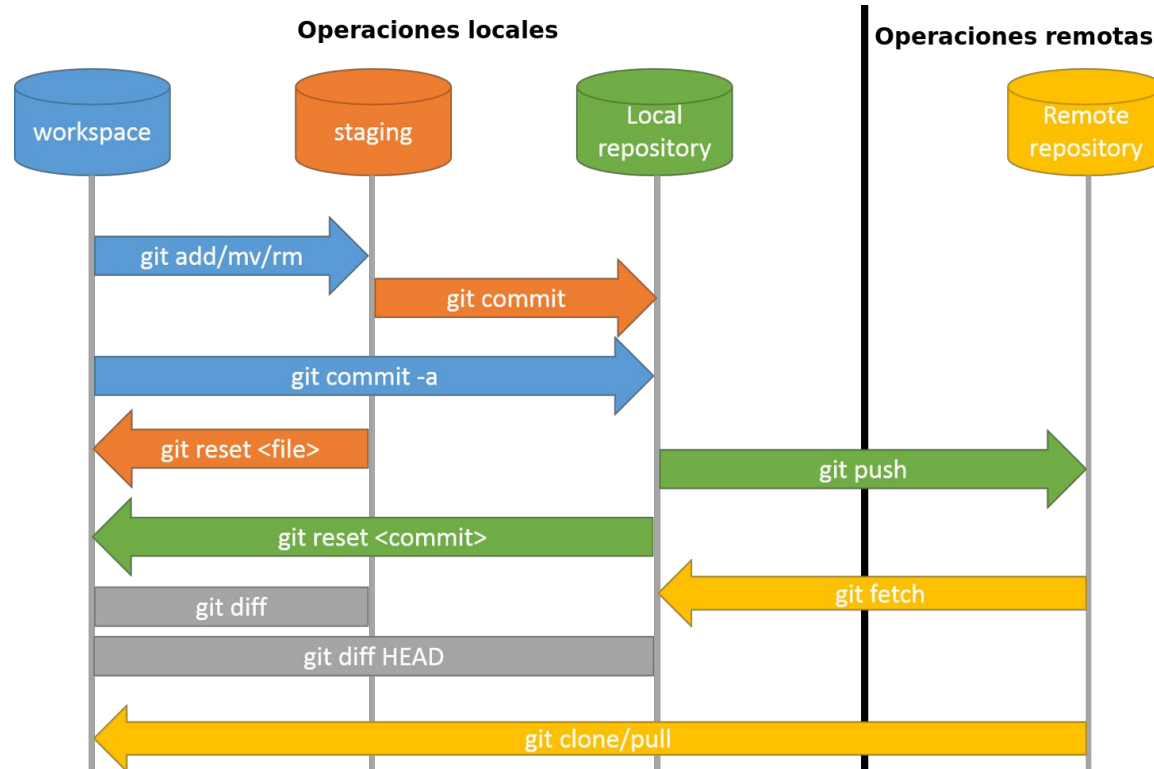 Operaciones locales
Operaciones remotas
workspace
staging
Local
repository
Remote
repository
git add/mv/rm
git commit
git commit -a
git reset <file>
git push
git reset <commit>
git fetch
git diff
git diff HEAD
git clone/pull